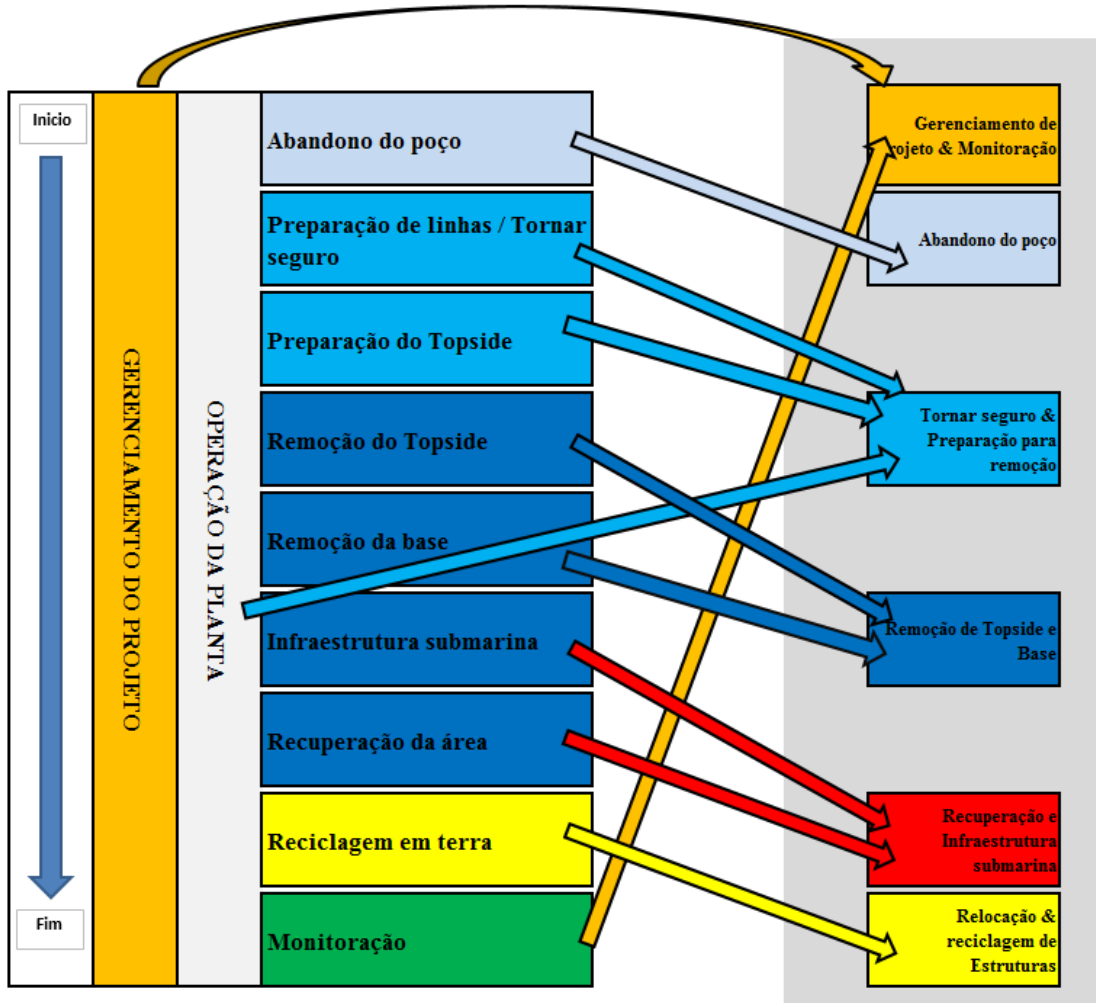 Inicio
Fim
GERENCIAMENTO DO PROJETO
OPERAÇÃO DA PLANTA
Abandono do poço
Preparação de linhas / Tornar
seguro
Preparação do Topside
Remoção do Topside
Remoção da base
Infraestrutura submarina
Recuperação da área
Reciclagem em terra
Monitoração
Gerenciamento de
rojeto & Monitoração
Abandono do poço
Tornar seguro &
Preparação para
remoção
Remoção de Topside e
Base
Recuperação e
Infraestrutura
submarina
Relocação &
reciclagem de
Estruturas